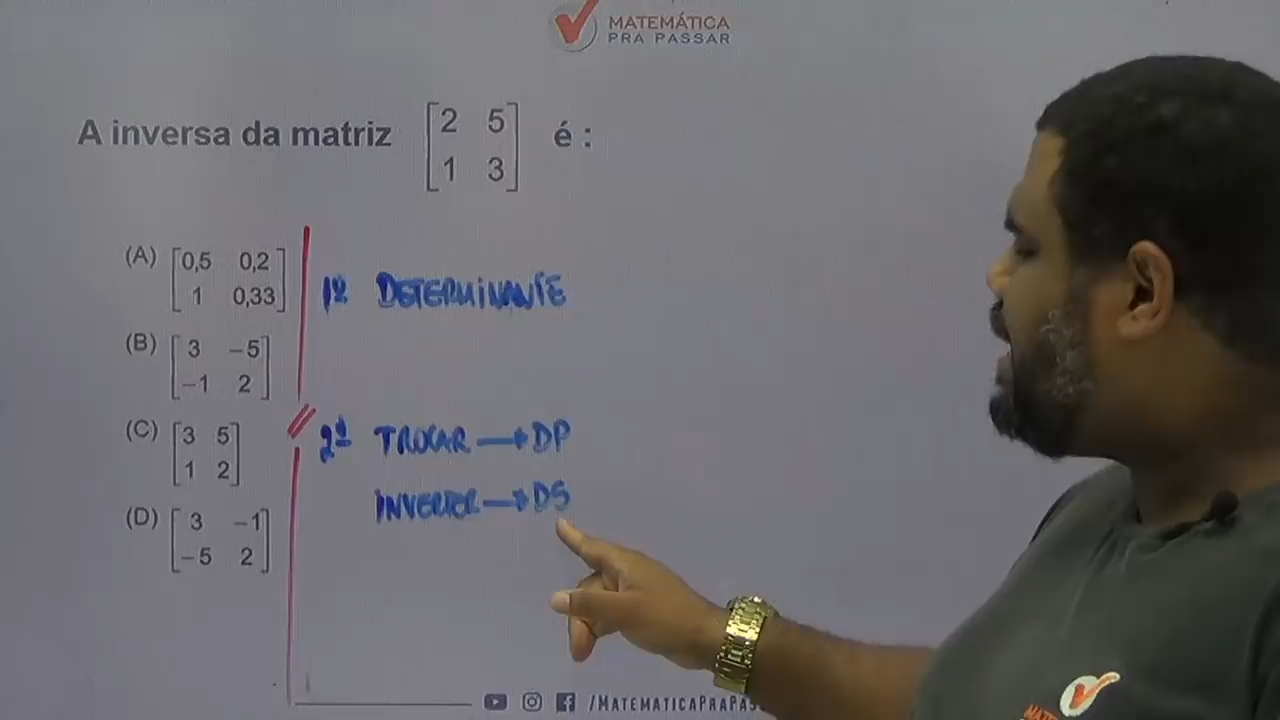 MATEMÁTICA
PRA PASSAR
A inversa da matriz [2 5
1 3] é :
(A) [0,5 0,2
1 0,33]
(B) [3 −5
−1 2]
(C) [3 5
1 2]
(D) [3 −1
−5 2]
1º DETERMINANTE
2º TROCAR → DP
INVERTER → DS